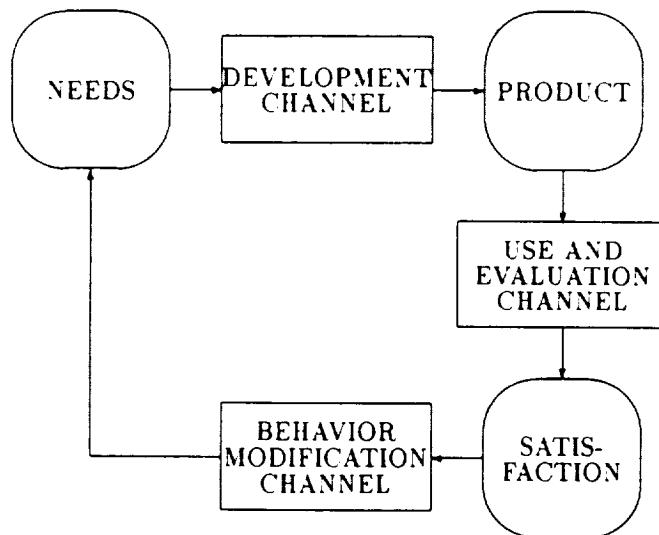 NEEDS
DEVELOPMENT
CHANNEL
PRODUCT
USE AND
EVALUATION
CHANNEL
SATIS-
FACTION
BEHAVIOR
MODIFICATION
CHANNEL